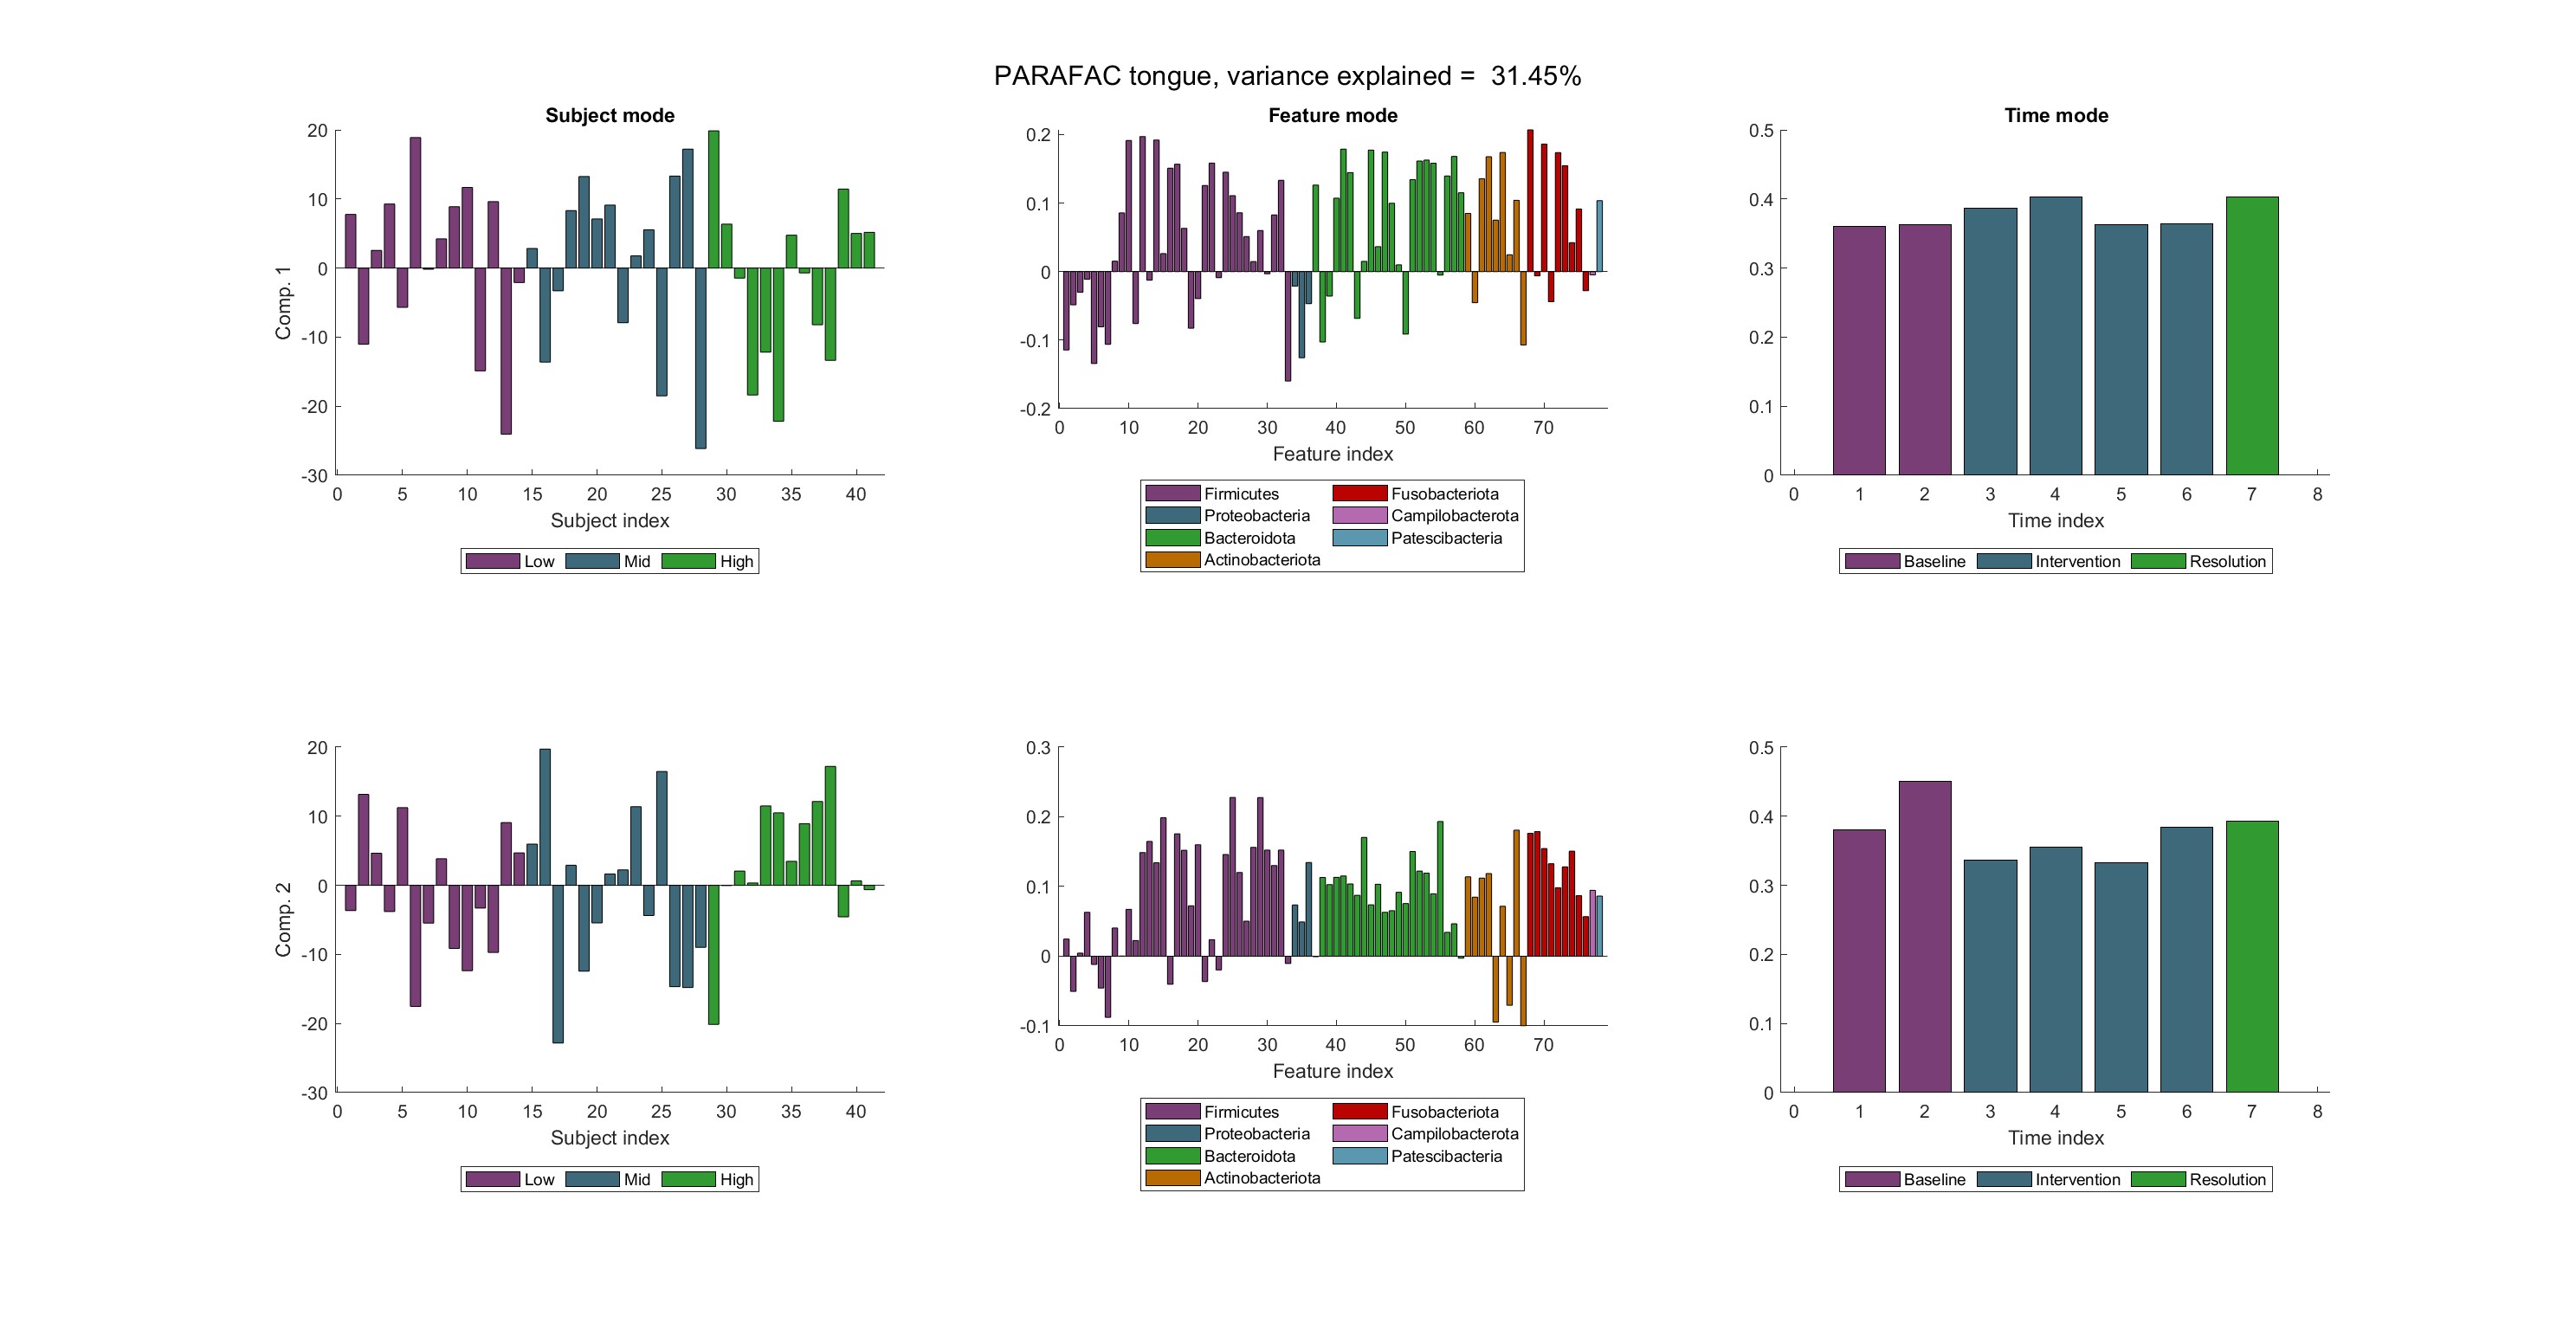 PARAFAC tongue, variance explained = 31.45%
Subject mode
20
10
0
-10
-20
-30
Comp. 1
0 5 10 15 20 25 30 35 40
Subject index
Low Mid High
Feature mode
0.2
0.1
0
-0.1
-0.2
0 10 20 30 40 50 60 70
Feature index
Firmicutes Fusobacteriota
Proteobacteria Campilobacterota
Bacteroidota Patescibacteria
Actinobacteriota
Time mode
0.5
0.4
0.3
0.2
0.1
0
0 1 2 3 4 5 6 7 8
Time index
Baseline Intervention Resolution
20
10
0
-10
-20
-30
Comp. 2
0 5 10 15 20 25 30 35 40
Subject index
Low Mid High
0.3
0.2
0.1
0
-0.1
0 10 20 30 40 50 60 70
Feature index
Firmicutes Fusobacteriota
Proteobacteria Campilobacterota
Bacteroidota Patescibacteria
Actinobacteriota
0.5
0.4
0.3
0.2
0.1
0
0 1 2 3 4 5 6 7 8
Time index
Baseline Intervention Resolution